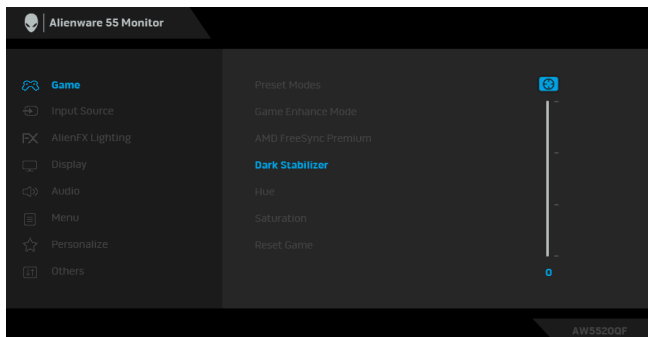 Alienware 55 Monitor
Game
Input Source
FX AlienFX Lighting
Display
Audio
Menu
Personalize
Others
Preset Modes
Game Enhance Mode
AMD FreeSync Premium
Dark Stabilizer
Hue
Saturation
Reset Game
0
AW5520QF